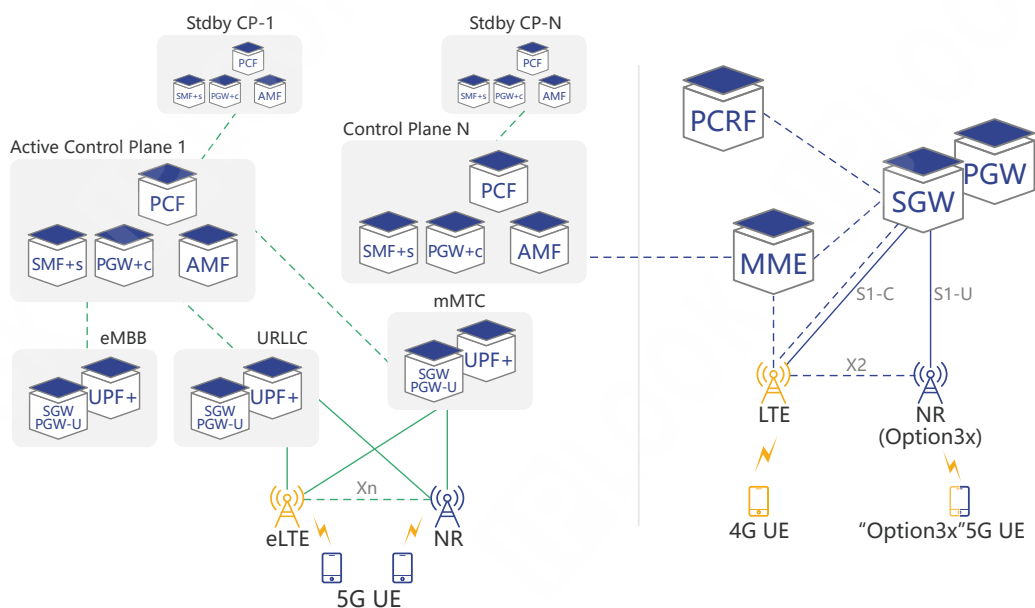 Stdby CP-1
PCF
SMF+s
PGW+c
AMF
Stdby CP-N
PCF
SMF+s
PGW+c
AMF
Active Control Plane 1
PCF
SMF+s
PGW+c
AMF
Control Plane N
PCF
SMF+s
PGW+c
AMF
eMBB
SGW
PGW-U
UPF+
URLLC
SGW
PGW-U
UPF+
mMTC
SGW
PGW-U
UPF+
Xn
eLTE
NR
5G UE
PCRF
SGW
PGW
MME
S1-C
S1-U
X2
LTE
NR
(Option3x)
4G UE
“Option3x”5G UE